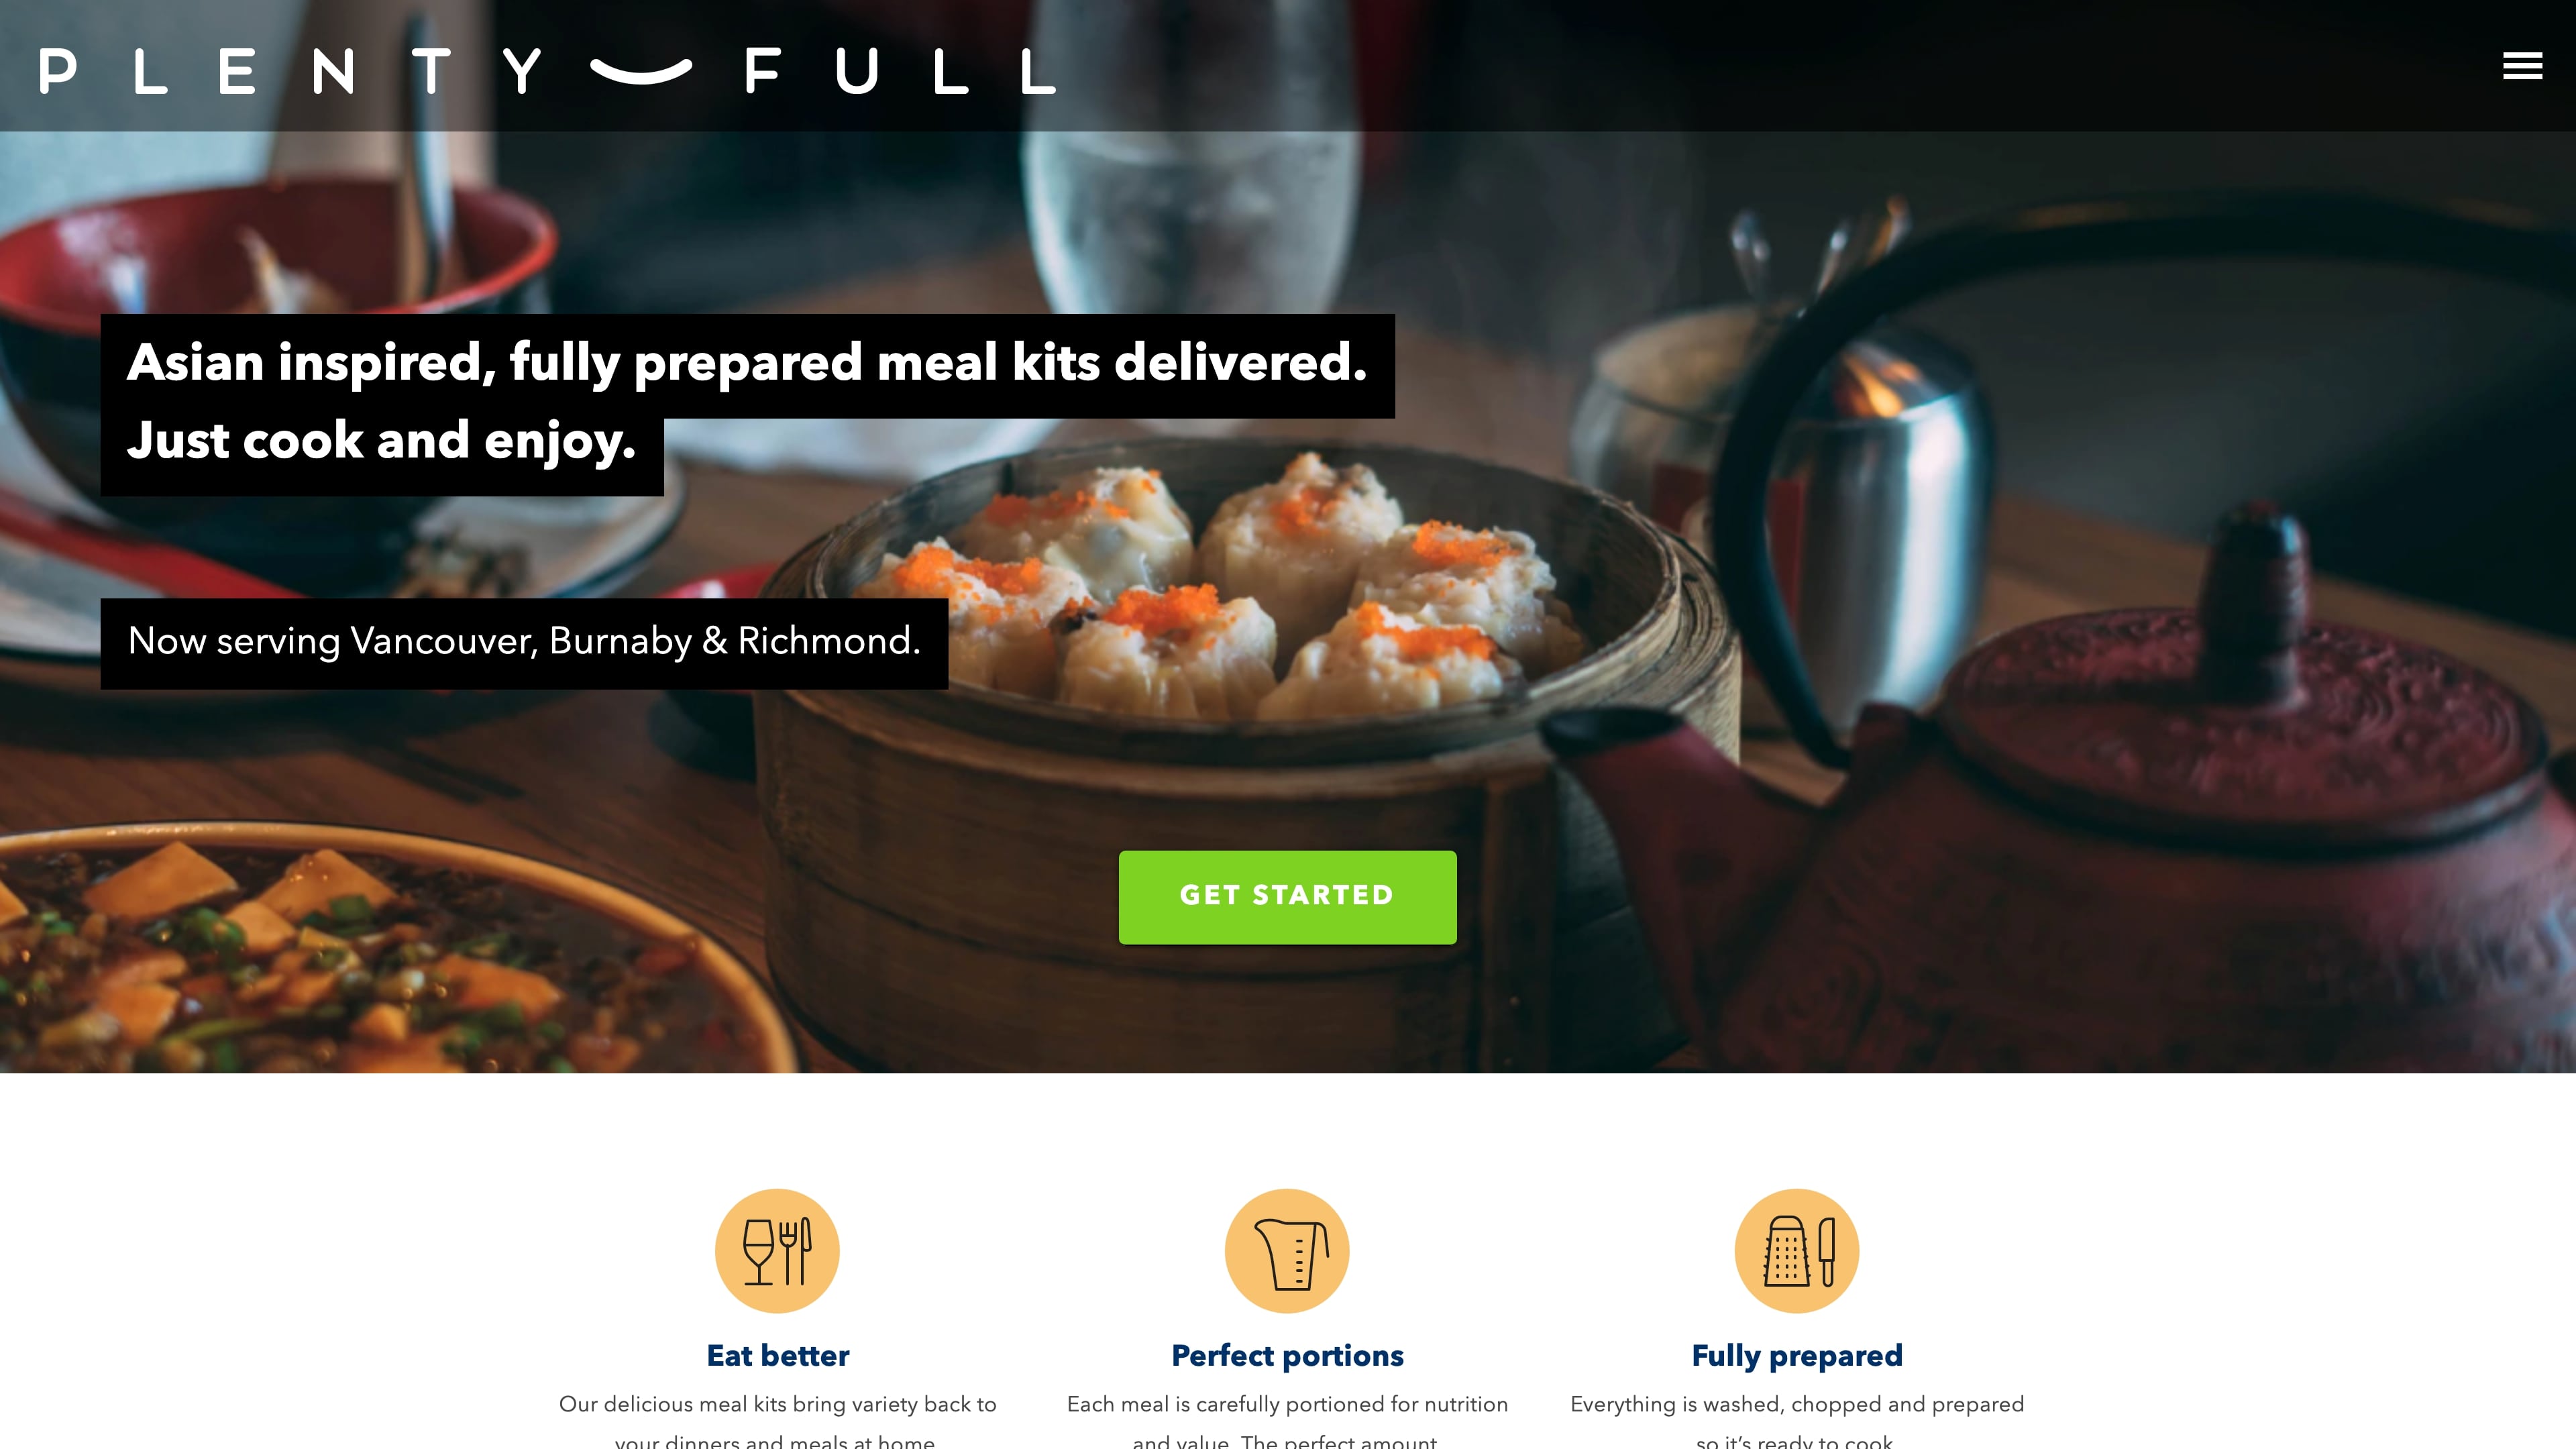 PLENTY FULL
Asian inspired, fully prepared meal kits delivered.
Just cook and enjoy.
Now serving Vancouver, Burnaby & Richmond.
GET STARTED
Eat better
Our delicious meal kits bring variety back to
your dinners and meals at home
Perfect portions
Each meal is carefully portioned for nutrition
and value. The perfect amount
Fully prepared
Everything is washed, chopped and prepared
so it's ready to cook